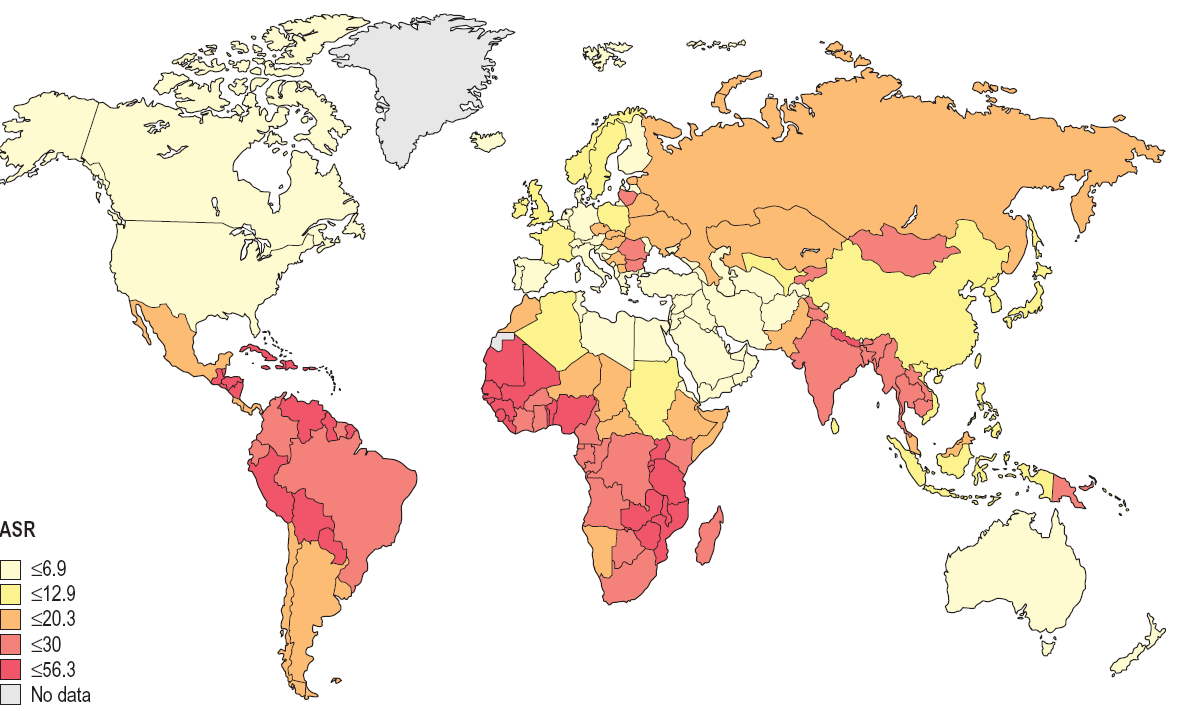 ASR
≤6.9
≤12.9
≤20.3
≤30
≤56.3
No data